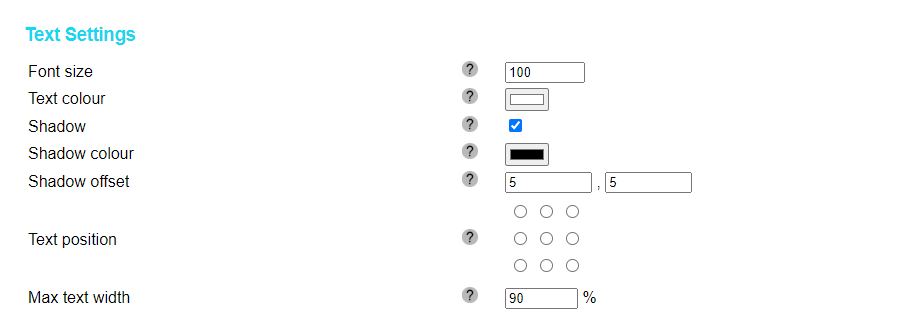 Text Settings
Font size ? 100
Text colour ?
Shadow ?
Shadow colour ?
Shadow offset ? 5 , 5
Text position ?
Max text width ? 90 %